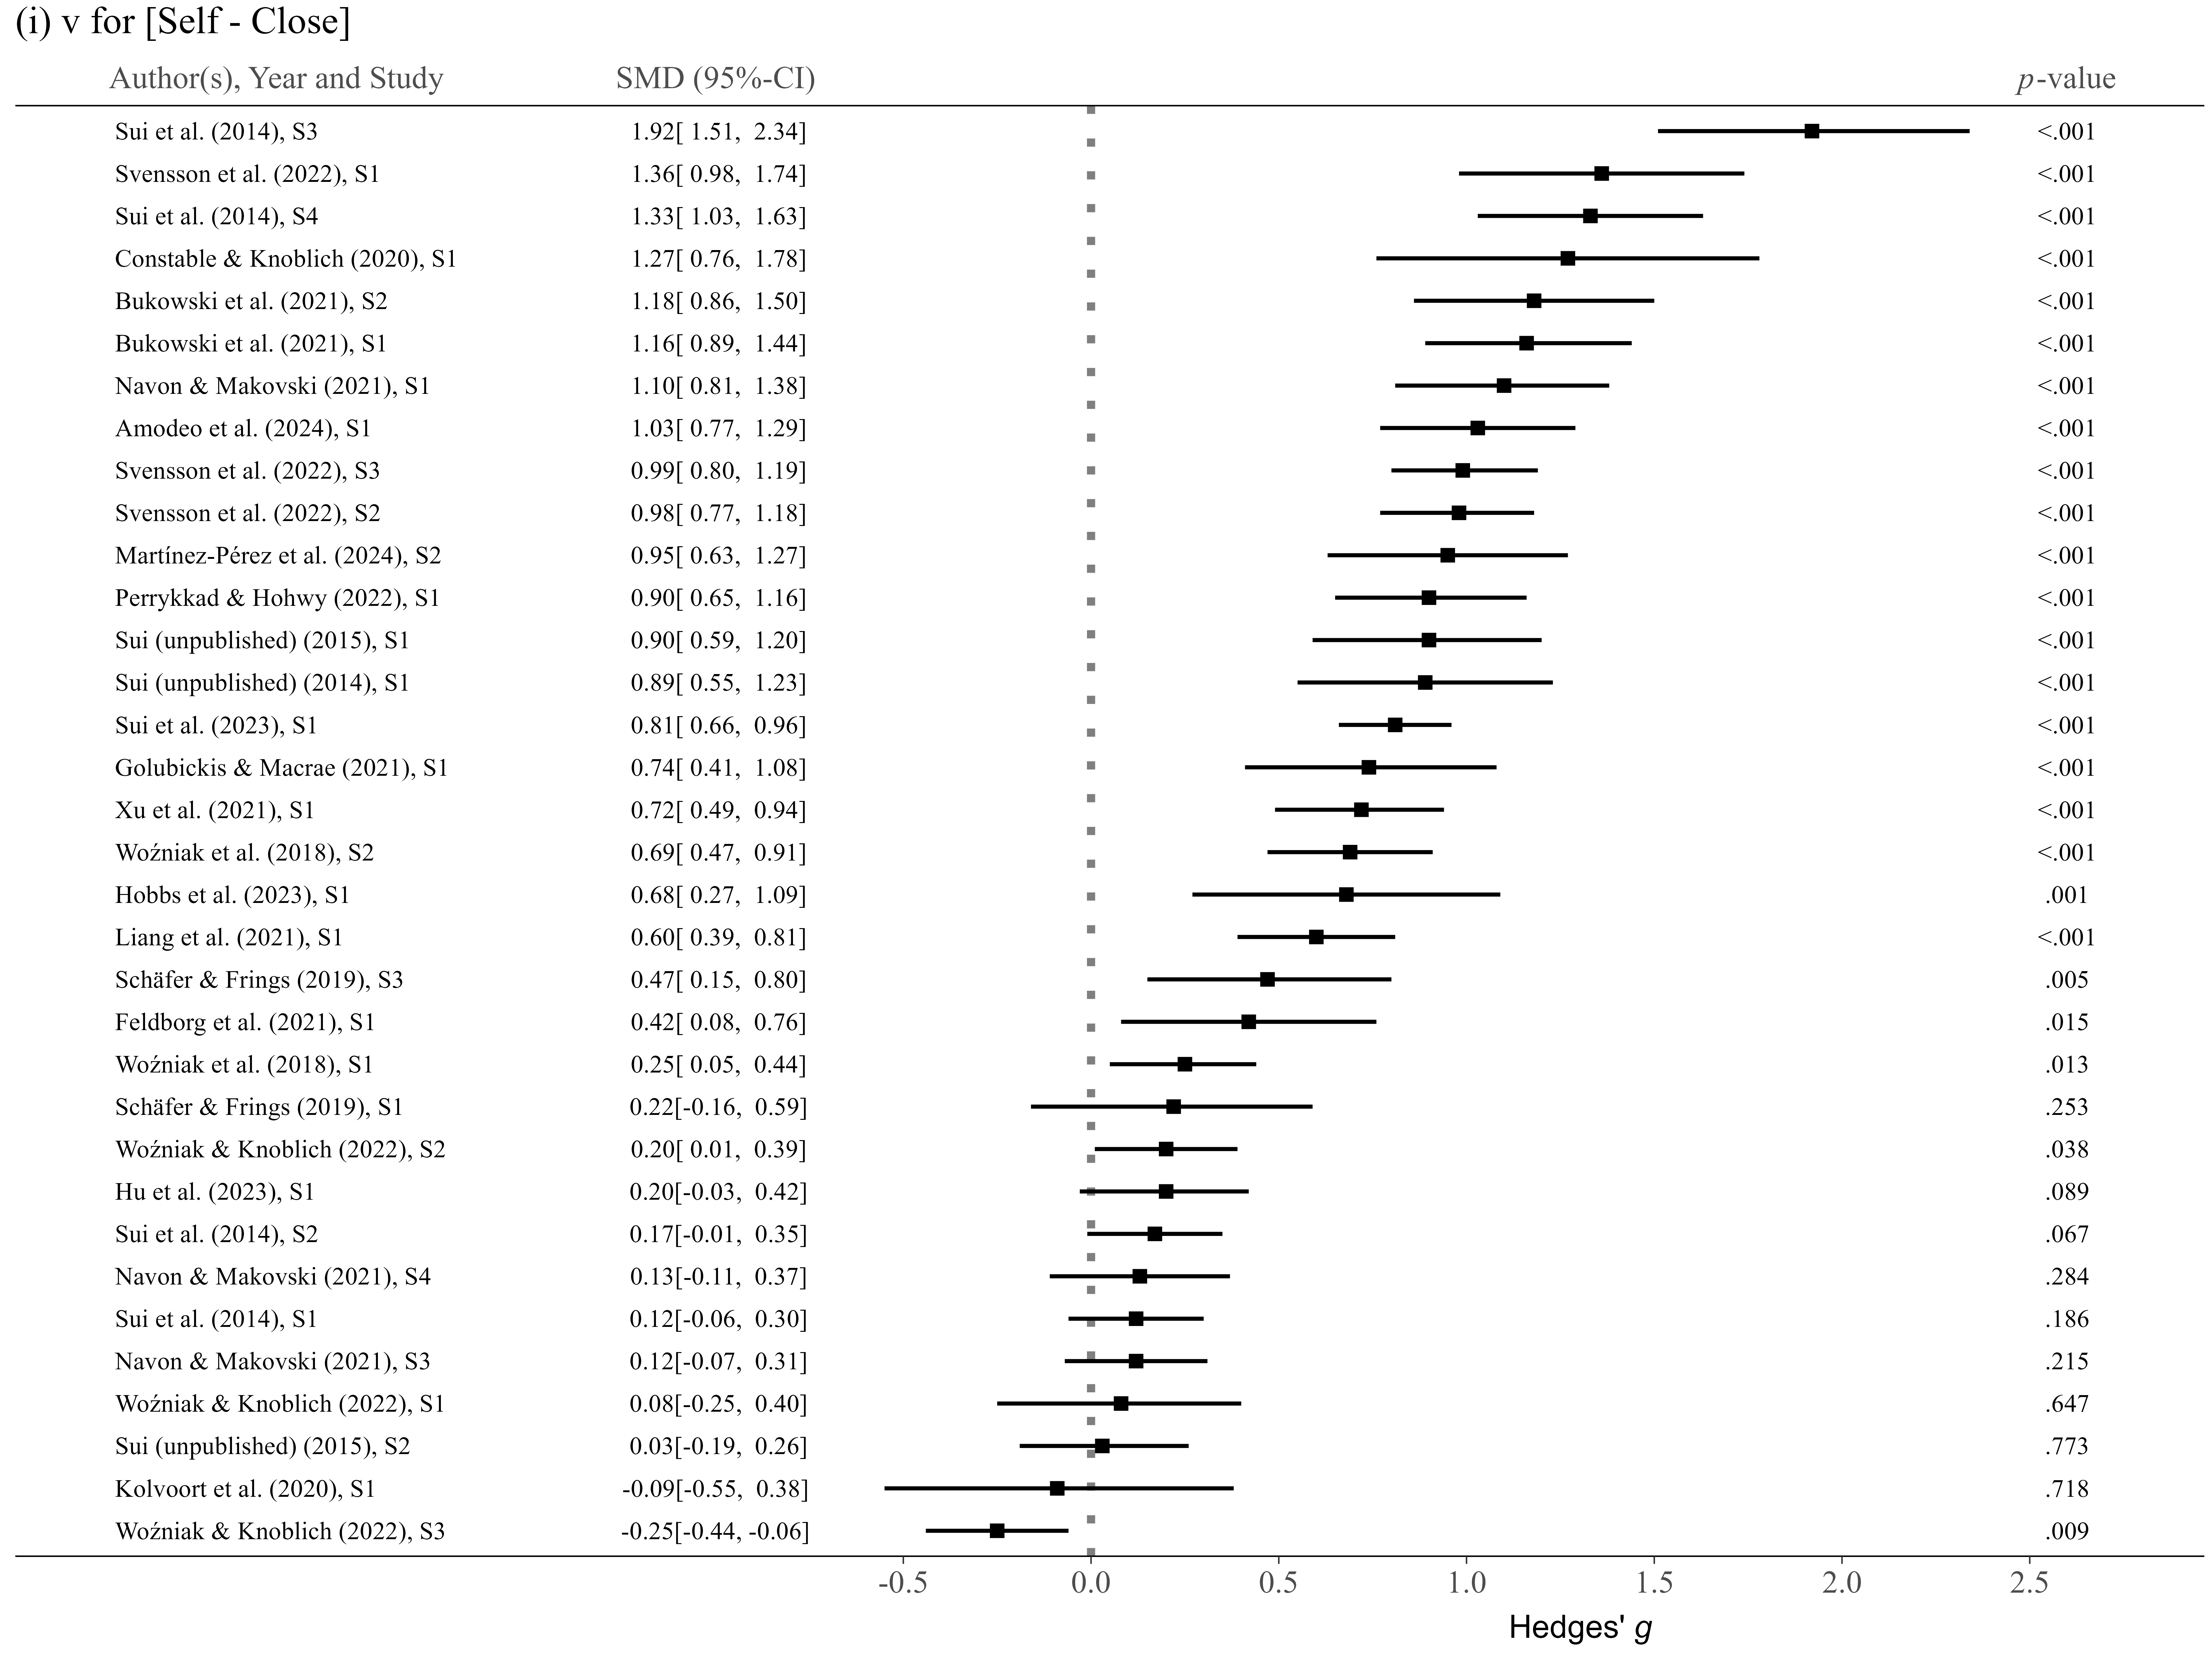 (i) v for [Self - Close]
Author(s), Year and Study SMD (95%-CI) p-value
Sui et al. (2014), S3 1.92[ 1.51, 2.34] <.001
Svensson et al. (2022), S1 1.36[ 0.98, 1.74] <.001
Sui et al. (2014), S4 1.33[ 1.03, 1.63] <.001
Constable & Knoblich (2020), S1 1.27[ 0.76, 1.78] <.001
Bukowski et al. (2021), S2 1.18[ 0.86, 1.50] <.001
Bukowski et al. (2021), S1 1.16[ 0.89, 1.44] <.001
Navon & Makovski (2021), S1 1.10[ 0.81, 1.38] <.001
Amodeo et al. (2024), S1 1.03[ 0.77, 1.29] <.001
Svensson et al. (2022), S3 0.99[ 0.80, 1.19] <.001
Svensson et al. (2022), S2 0.98[ 0.77, 1.18] <.001
Martínez-Pérez et al. (2024), S2 0.95[ 0.63, 1.27] <.001
Perrykkad & Hohwy (2022), S1 0.90[ 0.65, 1.16] <.001
Sui (unpublished) (2015), S1 0.90[ 0.59, 1.20] <.001
Sui (unpublished) (2014), S1 0.89[ 0.55, 1.23] <.001
Sui et al. (2023), S1 0.81[ 0.66, 0.96] <.001
Golubickis & Macrae (2021), S1 0.74[ 0.41, 1.08] <.001
Xu et al. (2021), S1 0.72[ 0.49, 0.94] <.001
Woźniak et al. (2018), S2 0.69[ 0.47, 0.91] <.001
Hobbs et al. (2023), S1 0.68[ 0.27, 1.09] .001
Liang et al. (2021), S1 0.60[ 0.39, 0.81] <.001
Schäfer & Frings (2019), S3 0.47[ 0.15, 0.80] .005
Feldborg et al. (2021), S1 0.42[ 0.08, 0.76] .015
Woźniak et al. (2018), S1 0.25[ 0.05, 0.44] .013
Schäfer & Frings (2019), S1 0.22[-0.16, 0.59] .253
Woźniak & Knoblich (2022), S2 0.20[ 0.01, 0.39] .038
Hu et al. (2023), S1 0.20[-0.03, 0.42] .089
Sui et al. (2014), S2 0.17[-0.01, 0.35] .067
Navon & Makovski (2021), S4 0.13[-0.11, 0.37] .284
Sui et al. (2014), S1 0.12[-0.06, 0.30] .186
Navon & Makovski (2021), S3 0.12[-0.07, 0.31] .215
Woźniak & Knoblich (2022), S1 0.08[-0.25, 0.40] .647
Sui (unpublished) (2015), S2 0.03[-0.19, 0.26] .773
Kolvoort et al. (2020), S1 -0.09[-0.55, 0.38] .718
Woźniak & Knoblich (2022), S3 -0.25[-0.44, -0.06] .009
-0.5 0.0 0.5 1.0 1.5 2.0 2.5
Hedges' g